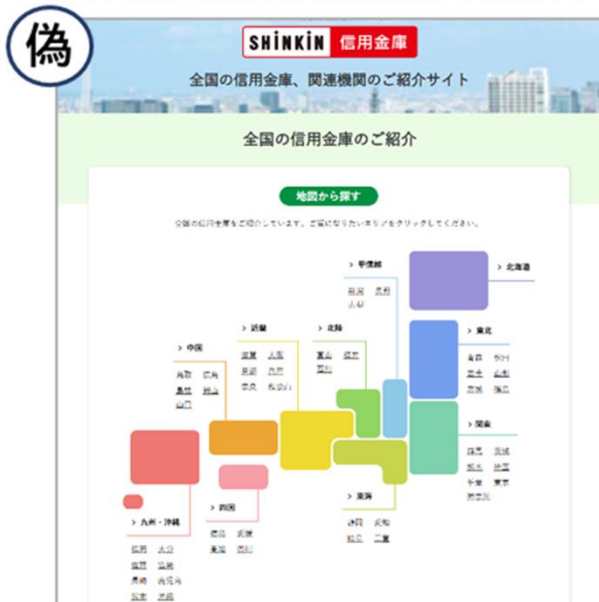 偽
SHINKIN 信用金庫
全国の信用金庫、関連機関のご紹介サイト
全国の信用金庫のご紹介
地図から探す
全国の信用金庫をご紹介しています。ご覧になりたいエリアをクリックしてください。
> 甲信越
新潟 長野
山梨
> 北海道
> 近畿
滋賀 大阪
京都 兵庫
奈良 和歌山
> 北陸
富山 福井
石川
> 東北
青森 秋田
岩手 山形
宮城 福島
> 中国
鳥取 広島
島根 岡山
山口
> 関東
群馬 茨城
栃木 埼玉
千葉 東京
神奈川
> 東海
静岡 愛知
岐阜 三重
> 四国
徳島 愛媛
高知 香川
> 九州・沖縄
福岡 大分
佐賀 宮崎
長崎 鹿児島
熊本 沖縄